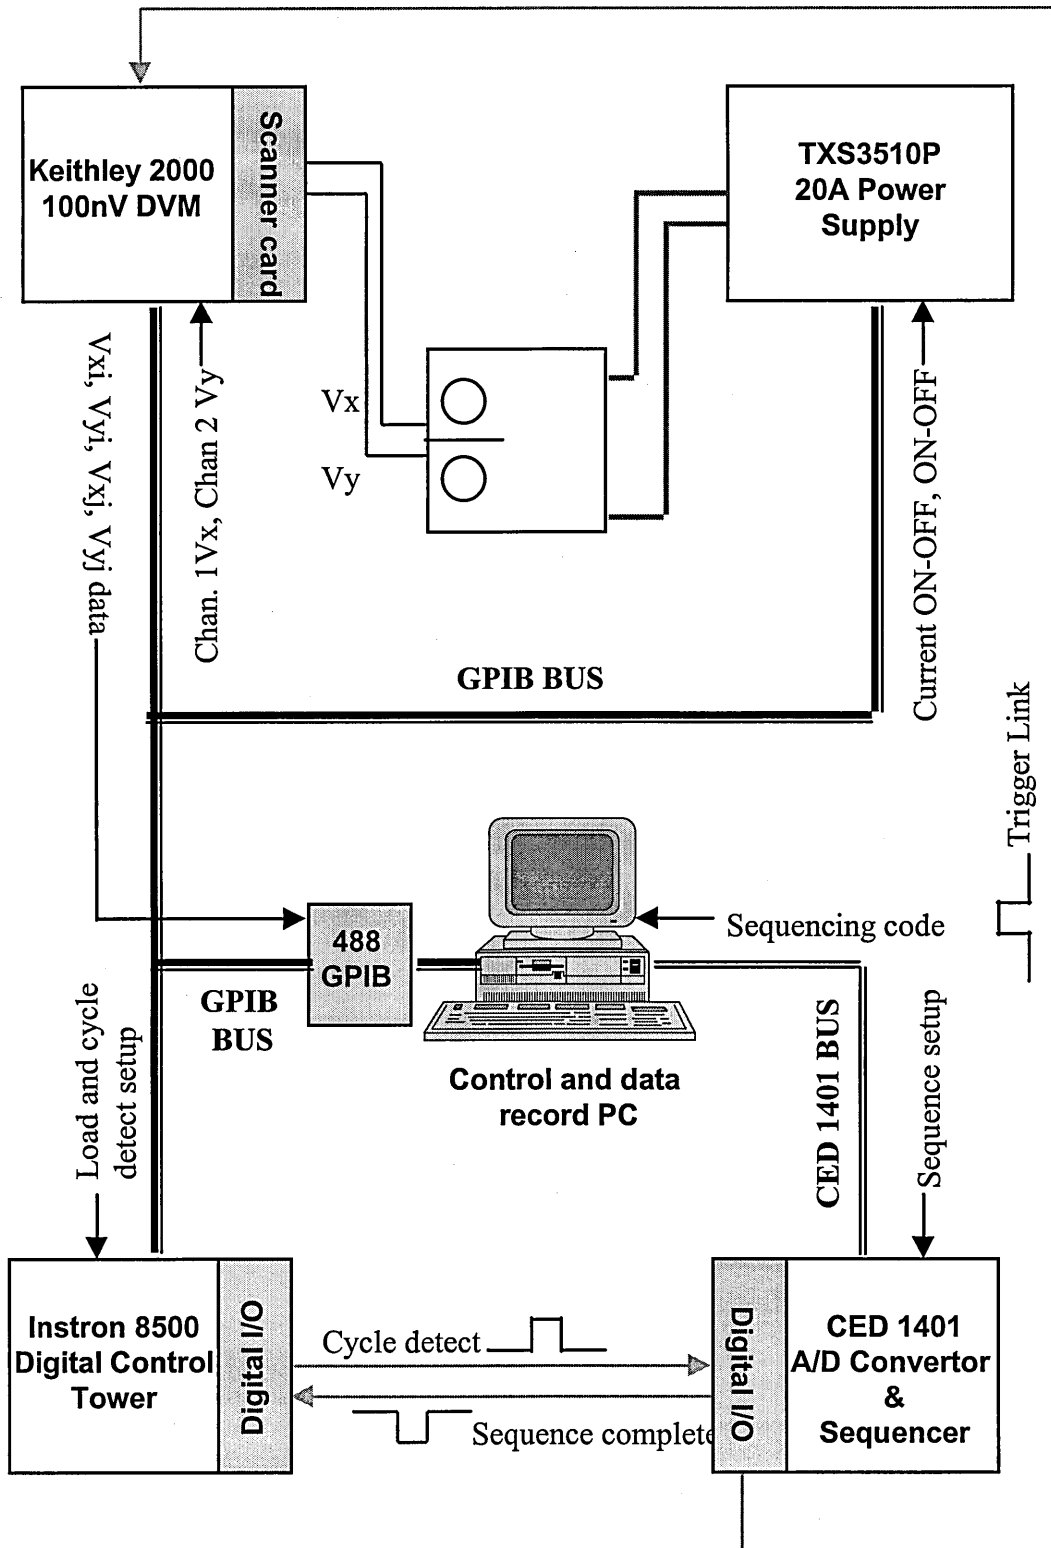 Keithley 2000
100nV DVM
Scanner card
TXS3510P
20A Power
Supply
Vx
Vy
Vxi, Vyi, Vxj, Vyj data
Chan. 1Vx, Chan 2 Vy
Current ON-OFF, ON-OFF
GPIB BUS
Trigger Link
488
GPIB
Sequencing code
GPIB
BUS
Control and data
record PC
CED 1401 BUS
Load and cycle
detect setup
Sequence setup
Instron 8500
Digital Control
Tower
Digital I/O
Cycle detect
Sequence complete
Digital I/O
CED 1401
A/D Convertor
&
Sequencer